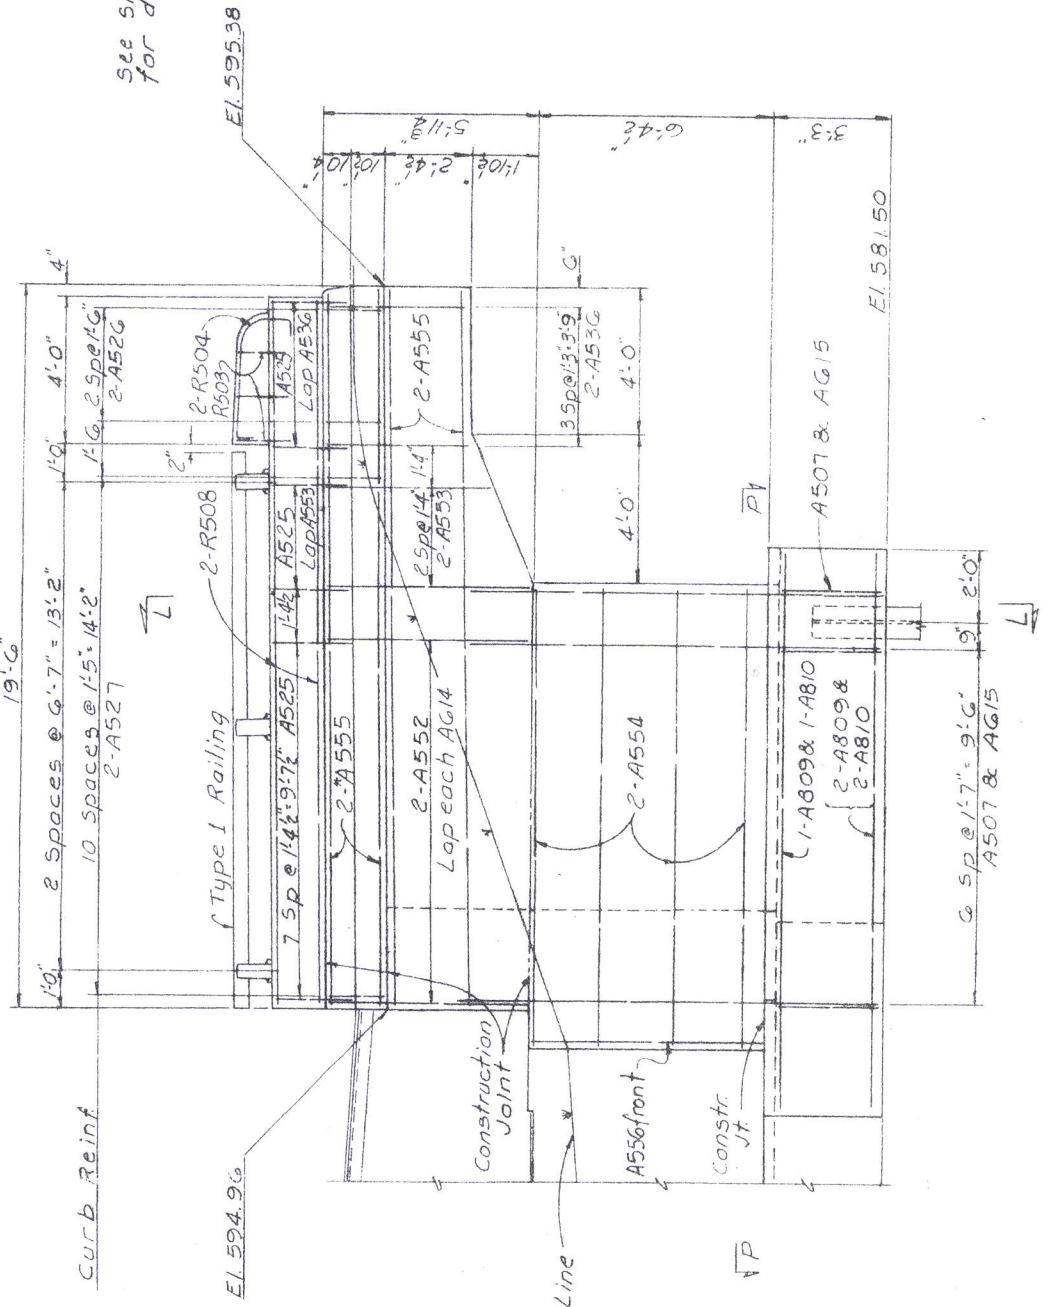 See
for d
El. 595.38
19'-6"
4"
4'-0"
2 Sp@1'-6"
2-A526
1'-0"
1'-6
2"
2 Spaces @ 6'-7" = 13'-2"
10 Spaces @ 1'-5" = 14'-2"
2-A527
1'-0"
Curb Reinf
2-R504
R503
2-R508
Type 1 Railing
A525
Lap A536
A525
Lap A553
1'-4½
7 Sp @ 1'-4½" = 9'-7½" A525
10¼"
10½"
2'-4½"
1'-10½"
5'-11¾"
6'-4½"
3'-3"
6"
3 Sp@1'-3=3'-9
2-A536
4'-0"
4'-0"
2-A555
2 Sp@1'-4"
1'-4"
2-A553
2-A555
2-A552
Lap each A614
2-A554
Construction
Joint
A556 front
Constr.
Jt.
El. 594.96
Line
P
P
L
L
El. 581.50
A507 & A615
2'-0"
9"
1-A809 & 1-A810
2-A809 &
2-A810
6 Sp @ 1'-7" = 9'-6"
A507 & A615